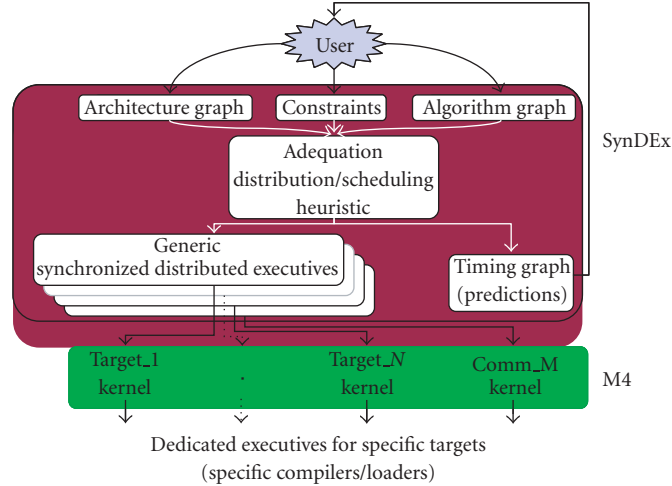 User
Architecture graph
Constraints
Algorithm graph
SynDEx
Adequation
distribution/scheduling
heuristic
Generic
synchronized distributed executives
Timing graph
(predictions)
Target_1
kernel
.
Target_N
kernel
Comm_M
kernel
M4
Dedicated executives for specific targets
(specific compilers/loaders)